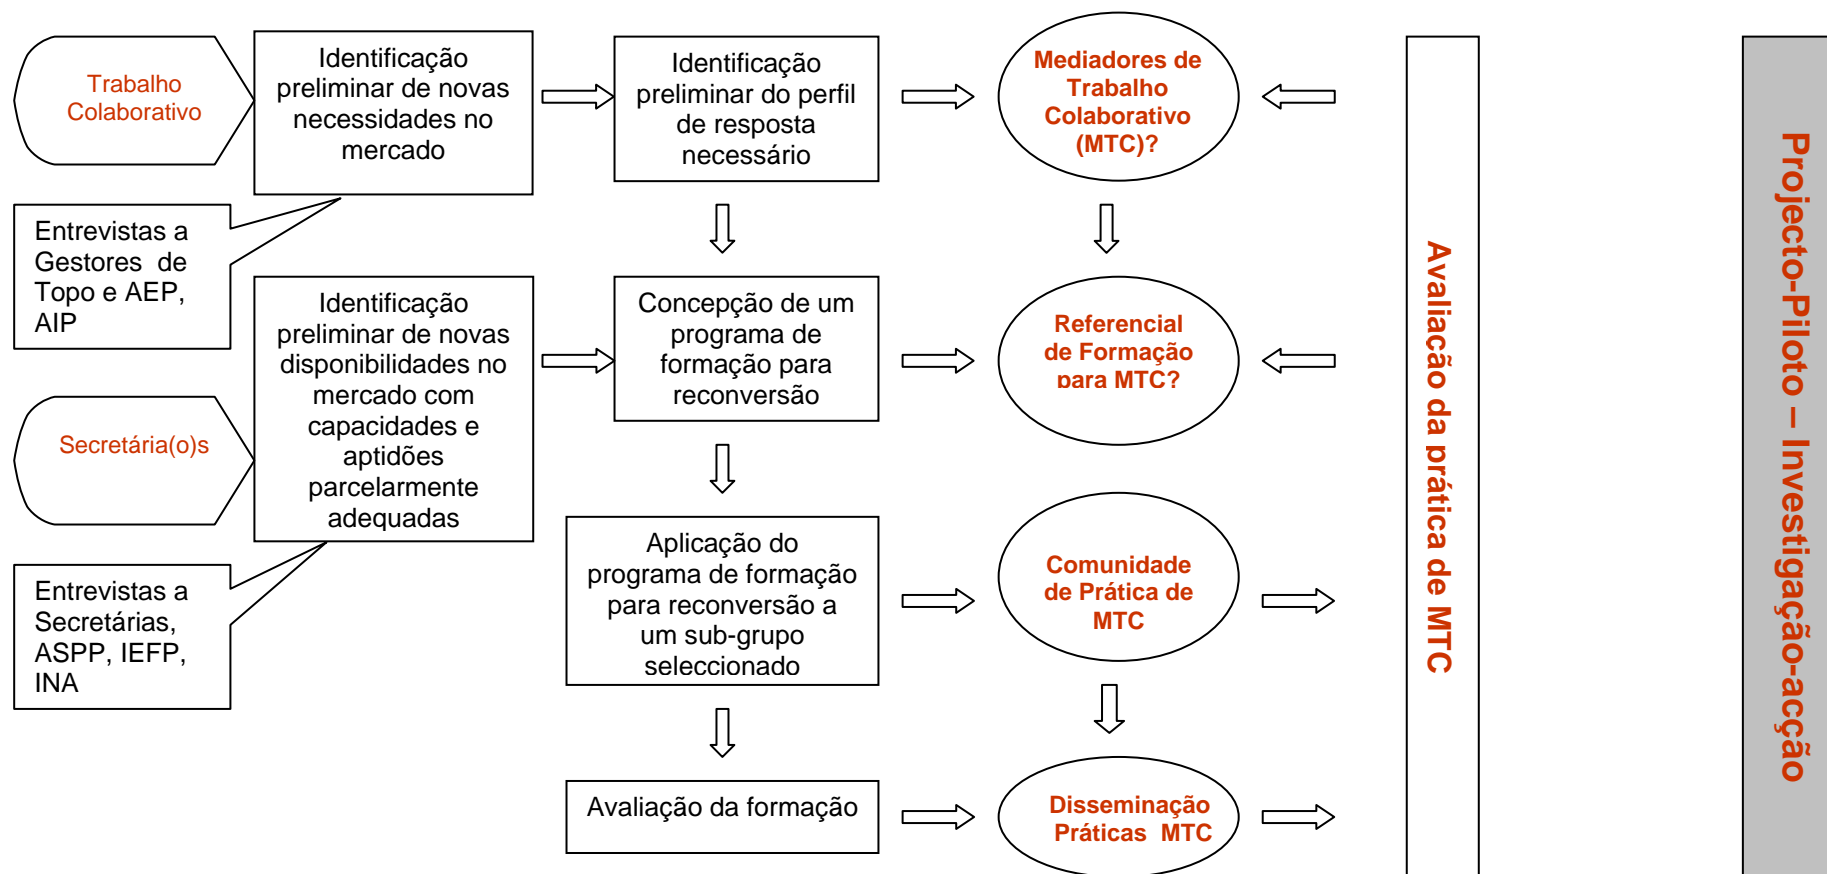 Trabalho
Colaborativo
Identificação
preliminar de novas
necessidades no
mercado
Identificação
preliminar do perfil
de resposta
necessário
Mediadores de
Trabalho
Colaborativo
(MTC)?
Entrevistas a
Gestores de
Topo e AEP,
AIP
Secretária(o)s
Identificação
preliminar de novas
disponibilidades no
mercado com
capacidades e
aptidões
parcelarmente
adequadas
Concepção de um
programa de
formação para
reconversão
Referencial
de Formação
para MTC?
Entrevistas a
Secretárias,
ASPP, IEFP,
INA
Aplicação do
programa de formação
para reconversão a
um sub-grupo
seleccionado
Comunidade
de Prática de
MTC
Avaliação da formação
Disseminação
Práticas MTC
Avaliação da prática de MTC
Projecto-Piloto – Investigação-acção